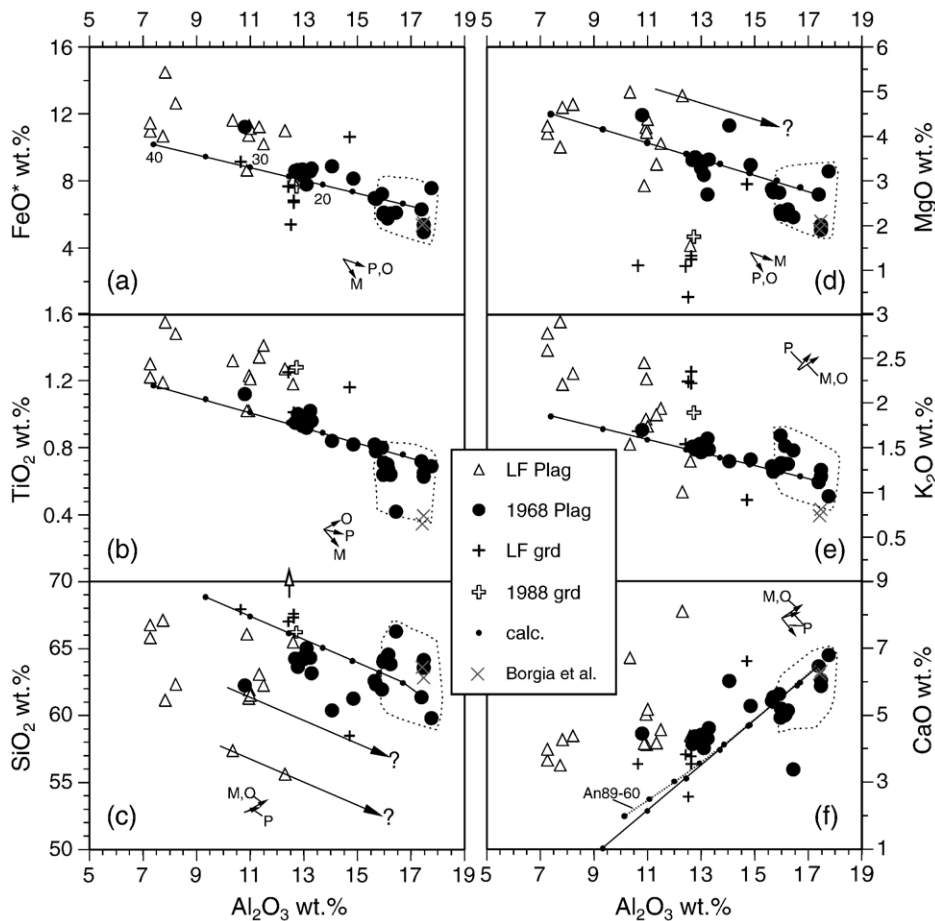 5 7 9 11 13 15 17 19
5 7 9 11 13 15 17 19
16
12
8
4
FeO* wt.%
40
30
20
(a)
P,O
M
6
5
4
3
2
1
MgO wt.%
?
(d)
M
P,O
1.6
1.2
0.8
0.4
TiO2 wt.%
(b)
O
P
M
3
2.5
2
1.5
1
0.75
K2O wt.%
P
M,O
(e)
LF Plag
1968 Plag
LF grd
1988 grd
calc.
Borgia et al.
70
65
60
55
50
SiO2 wt.%
?
?
(c)
M,O
P
9
7
5
3
1
CaO wt.%
M,O
P
An89-60
(f)
5 7 9 11 13 15 17 19
5 7 9 11 13 15 17 19
Al2O3 wt.%
Al2O3 wt.%